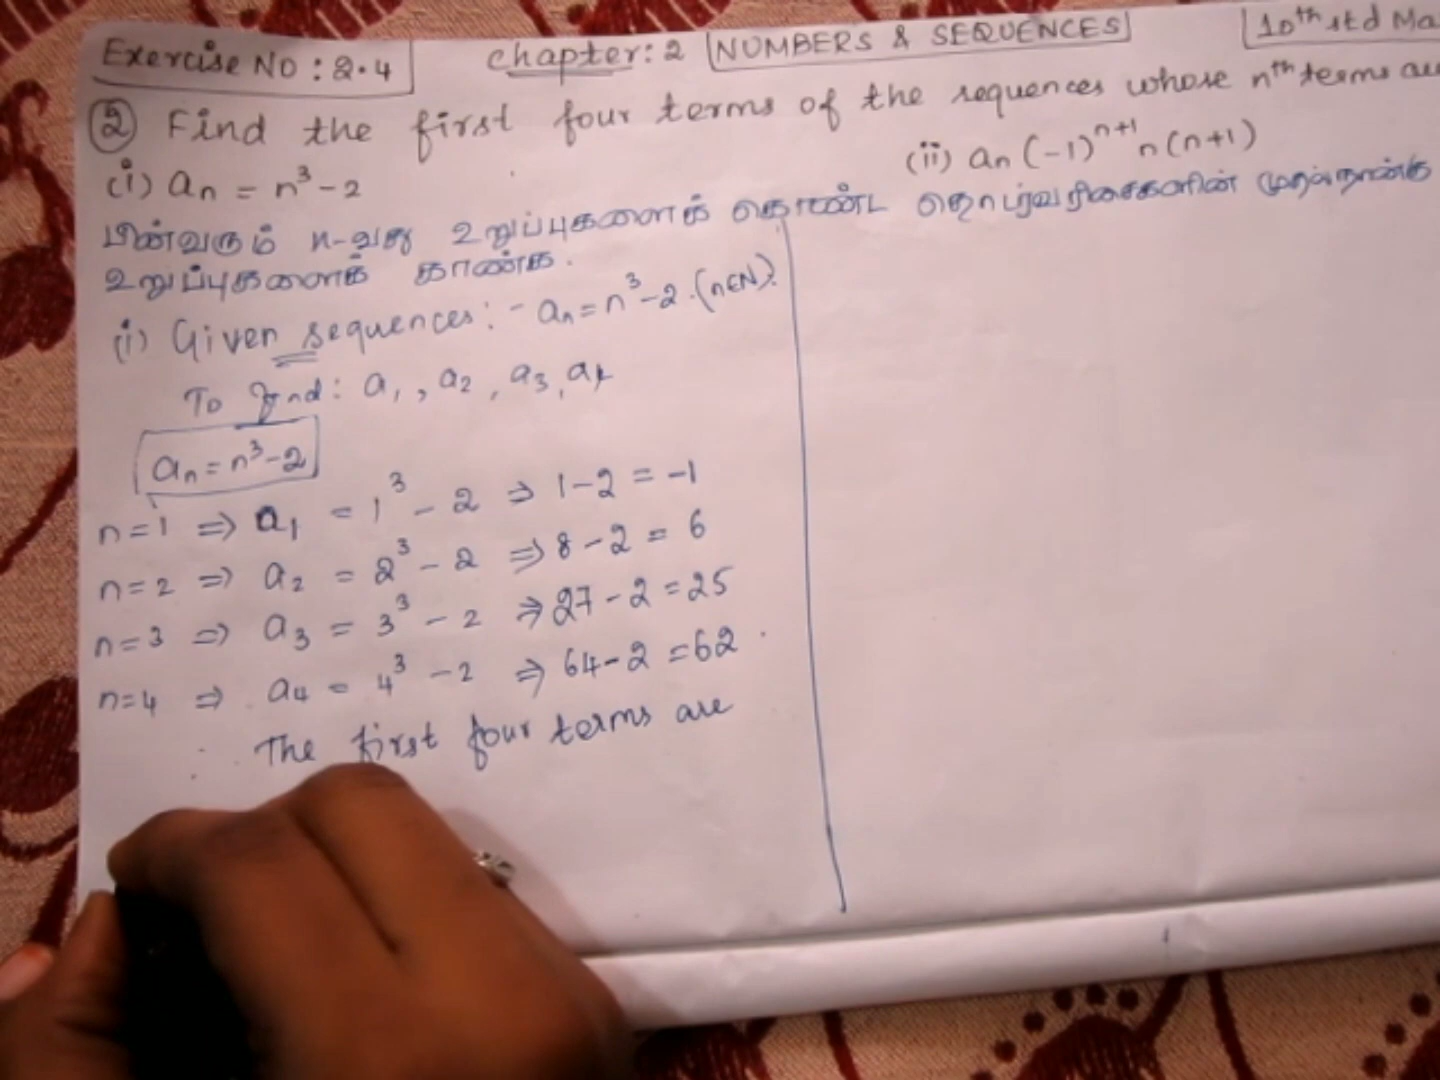 Exercise NO : 2.4 chapter: 2 NUMBERS & SEQUENCES 10th std Ma
② Find the first four terms of the sequences whose nth terms are
(i) an = n³ - 2 (ii) an (-1)ⁿ⁺¹ n (n+1)
பின்வரும் n-வது உறுப்புகளைக் கொண்ட தொடர்வரிசைகளின் முதல் நான்கு
உறுப்புகளைக் காண்க.
(i) Given sequences: - an = n³ - 2. (n∈N).
To find: a₁, a₂, a₃, a₄
an = n³ - 2
n=1 ⇒ a₁ = 1³ - 2 ⇒ 1 - 2 = -1
n=2 ⇒ a₂ = 2³ - 2 ⇒ 8 - 2 = 6
n=3 ⇒ a₃ = 3³ - 2 ⇒ 27 - 2 = 25
n=4 ⇒ a₄ = 4³ - 2 ⇒ 64 - 2 = 62
∴ The first four terms are